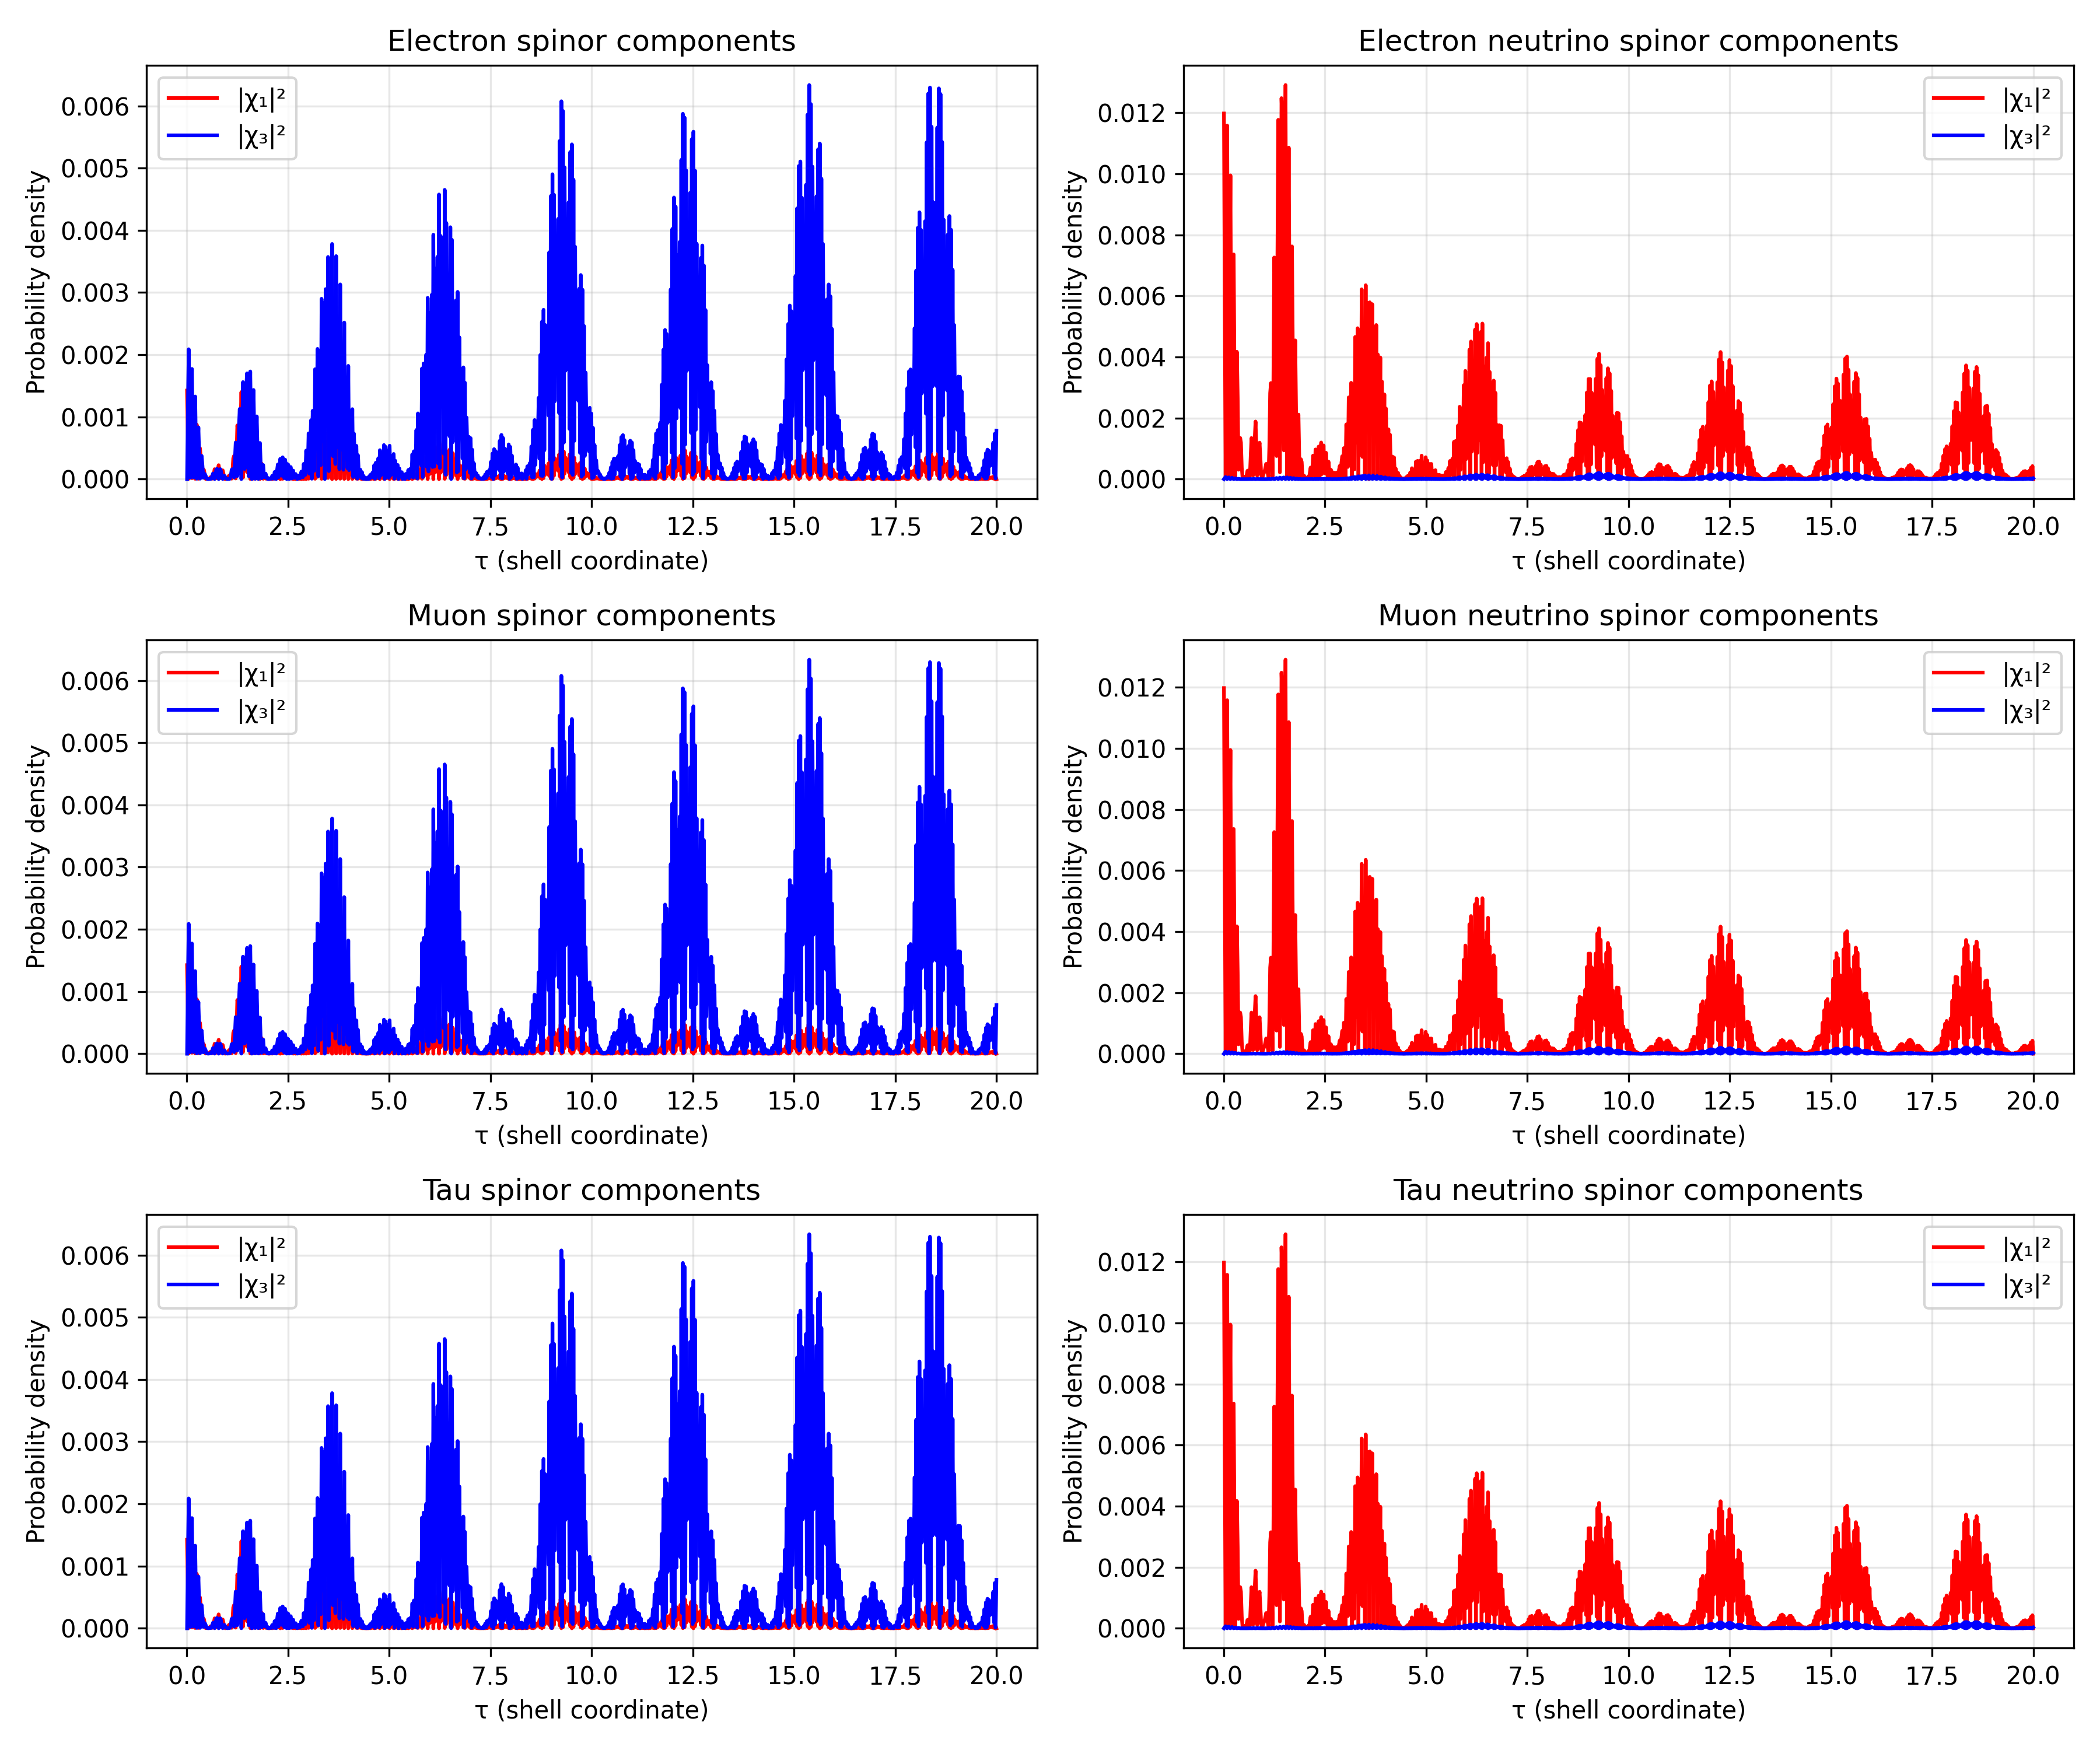 Electron spinor components
|χ₁|²
|χ₃|²
Probability density
0.006
0.005
0.004
0.003
0.002
0.001
0.000
0.0 2.5 5.0 7.5 10.0 12.5 15.0 17.5 20.0
τ (shell coordinate)
Electron neutrino spinor components
|χ₁|²
|χ₃|²
Probability density
0.012
0.010
0.008
0.006
0.004
0.002
0.000
0.0 2.5 5.0 7.5 10.0 12.5 15.0 17.5 20.0
τ (shell coordinate)
Muon spinor components
|χ₁|²
|χ₃|²
Probability density
0.006
0.005
0.004
0.003
0.002
0.001
0.000
0.0 2.5 5.0 7.5 10.0 12.5 15.0 17.5 20.0
τ (shell coordinate)
Muon neutrino spinor components
|χ₁|²
|χ₃|²
Probability density
0.012
0.010
0.008
0.006
0.004
0.002
0.000
0.0 2.5 5.0 7.5 10.0 12.5 15.0 17.5 20.0
τ (shell coordinate)
Tau spinor components
|χ₁|²
|χ₃|²
Probability density
0.006
0.005
0.004
0.003
0.002
0.001
0.000
0.0 2.5 5.0 7.5 10.0 12.5 15.0 17.5 20.0
τ (shell coordinate)
Tau neutrino spinor components
|χ₁|²
|χ₃|²
Probability density
0.012
0.010
0.008
0.006
0.004
0.002
0.000
0.0 2.5 5.0 7.5 10.0 12.5 15.0 17.5 20.0
τ (shell coordinate)